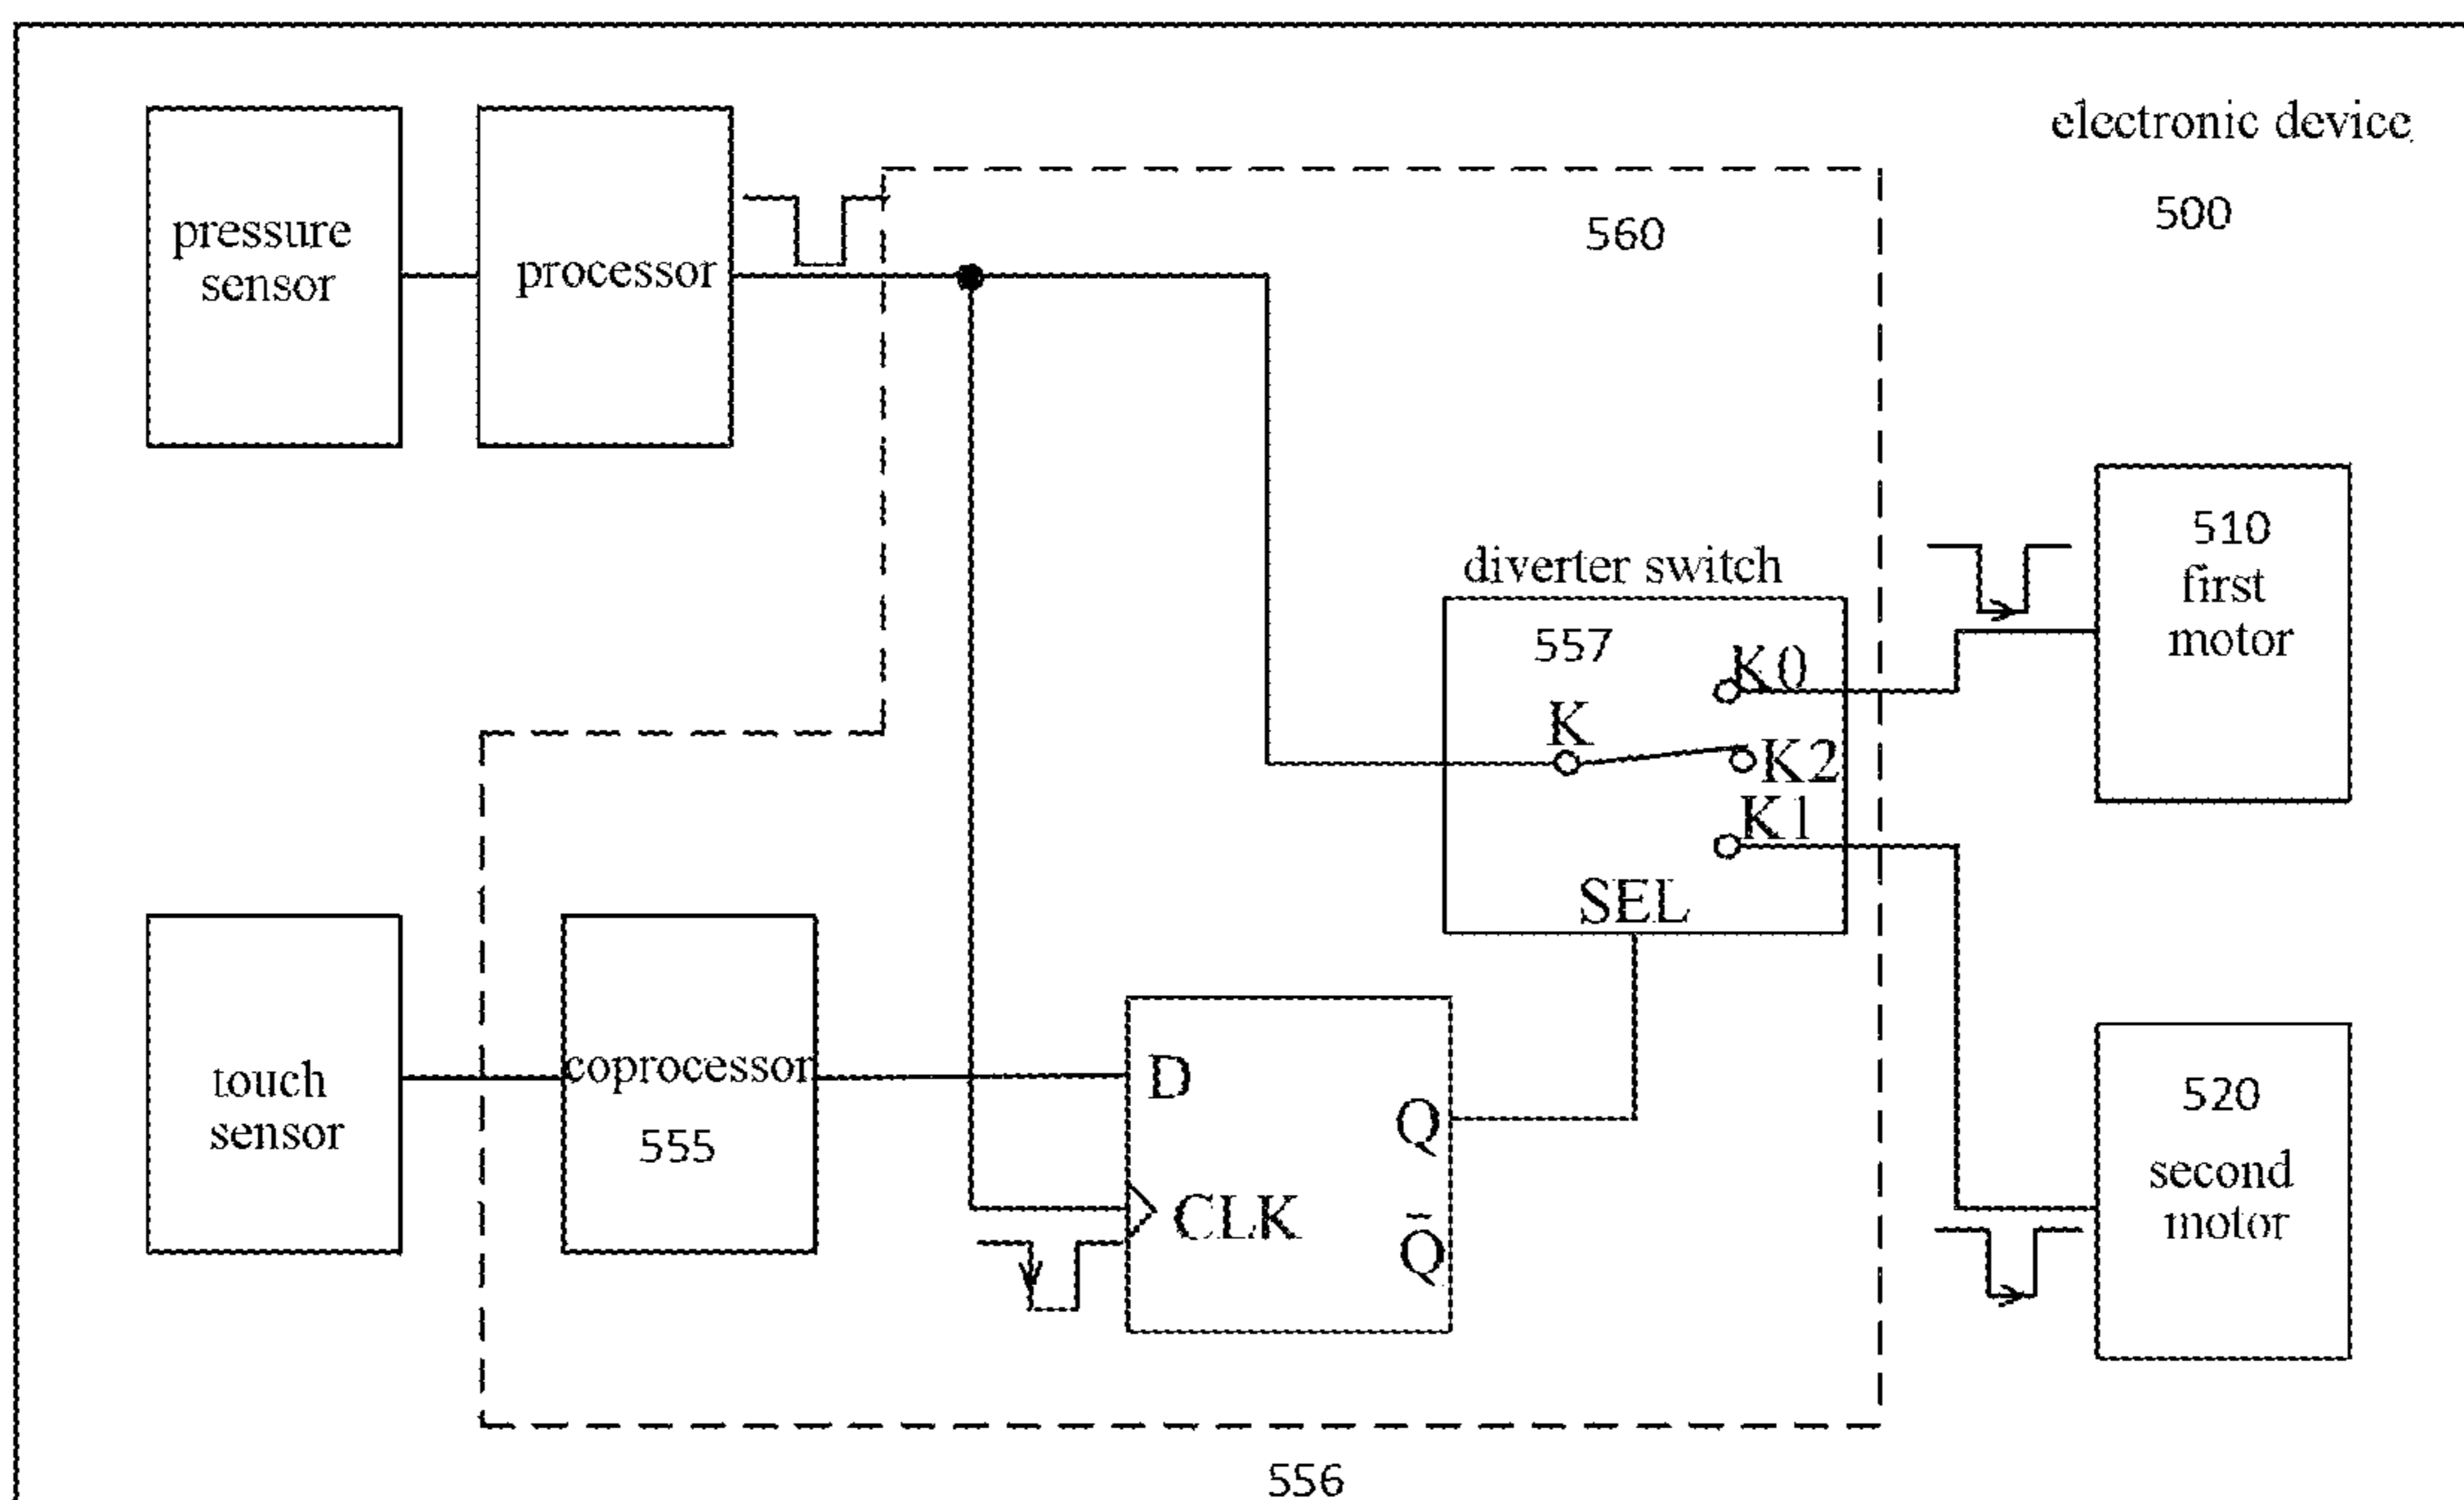 electronic device
500
560
pressure
sensor
processor
510
first
motor
diverter switch
557
K0
K
K2
K1
SEL
touch
sensor
coprocessor
555
D
Q
CLK
Q̄
520
second
motor
556